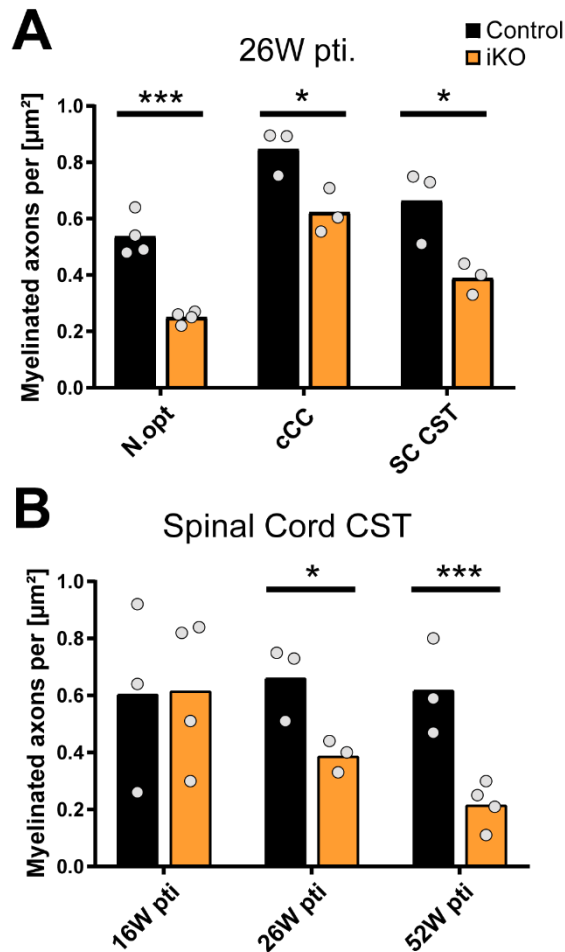 A
Control
iKO
26W pti.
Myelinated axons per [µm²]
1.0
0.8
0.6
0.4
0.2
0.0
***
*
*
N.opt
cCC
SC CST
B
Spinal Cord CST
Myelinated axons per [µm²]
1.0
0.8
0.6
0.4
0.2
0.0
*
***
16W pti
26W pti
52W pti